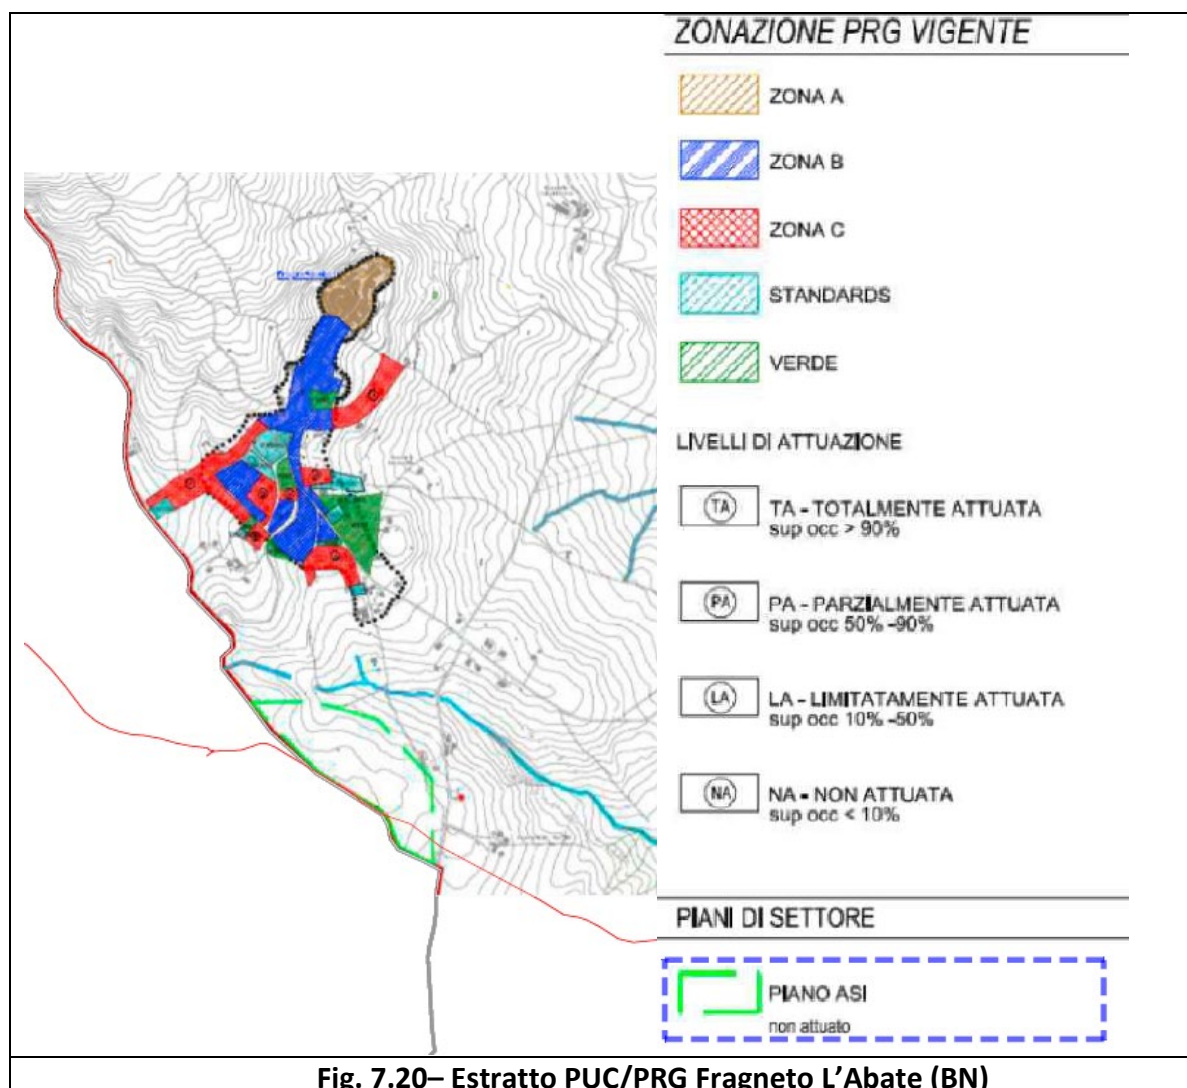 ZONAZIONE PRG VIGENTE
ZONA A
ZONA B
ZONA C
STANDARDS
VERDE
LIVELLI DI ATTUAZIONE
TA
TA - TOTALMENTE ATTUATA
sup occ > 90%
PA
PA - PARZIALMENTE ATTUATA
sup occ 50% -90%
LA
LA - LIMITATAMENTE ATTUATA
sup occ 10% -50%
NA
NA - NON ATTUATA
sup occ < 10%
PIANI DI SETTORE
PIANO ASI
non attuato
Fig. 7.20– Estratto PUC/PRG Fragneto L’Abate (BN)